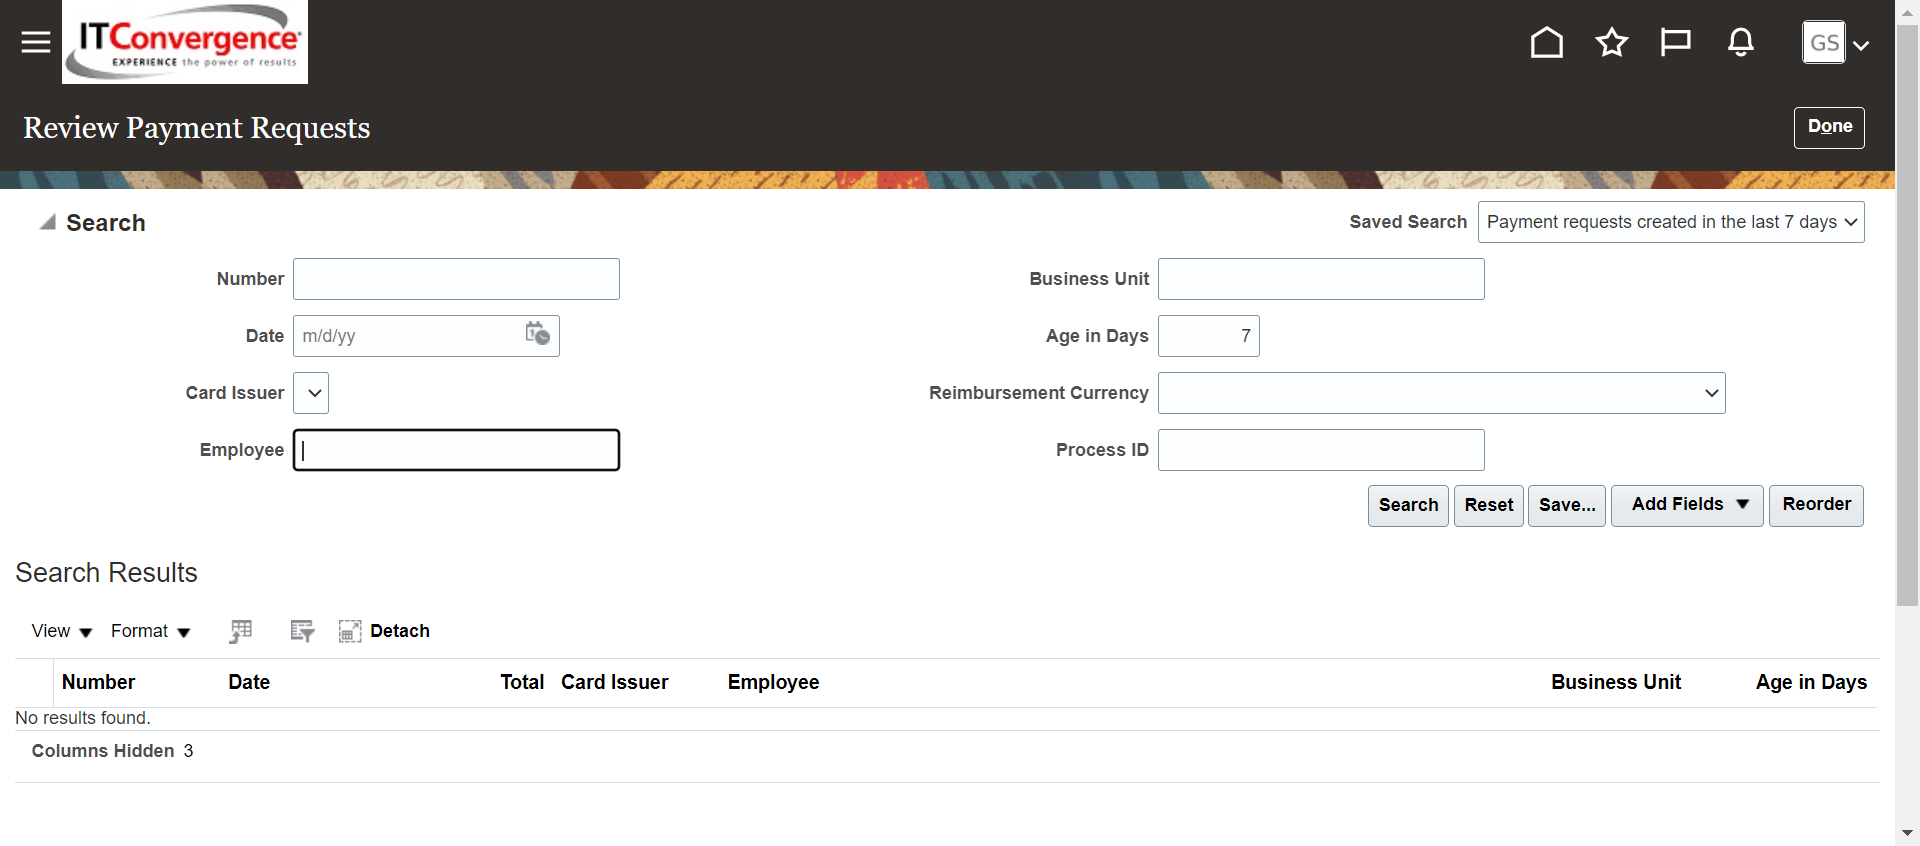 ITConvergence
EXPERIENCE the power of results
GS
Review Payment Requests
Done
Search
Saved Search Payment requests created in the last 7 days
Number
Business Unit
Date m/d/yy
Age in Days 7
Card Issuer
Reimbursement Currency
Employee
Process ID
Search Reset Save... Add Fields Reorder
Search Results
View Format Detach
Number Date Total Card Issuer Employee Business Unit Age in Days
No results found.
Columns Hidden 3